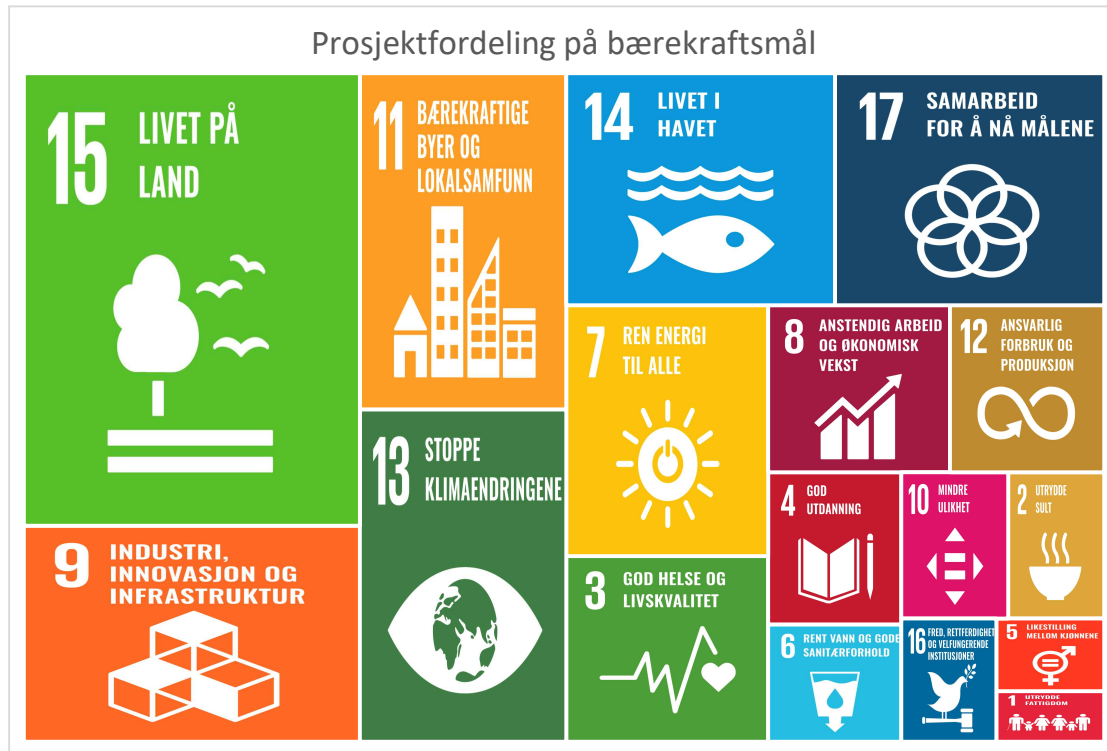 Prosjektfordeling på bærekraftsmål
15
LIVET PÅ
LAND
11
BÆREKRAFTIGE
BYER OG
LOKALSAMFUNN
14
LIVET I
HAVET
17
SAMARBEID
FOR Å NÅ MÅLENE
7
REN ENERGI
TIL ALLE
8
ANSTENDIG ARBEID
OG ØKONOMISK
VEKST
12
ANSVARLIG
FORBRUK OG
PRODUKSJON
13
STOPPE
KLIMAENDRINGENE
4
GOD
UTDANNING
10
MINDRE
ULIKHET
2
UTRYDDE
SULT
9
INDUSTRI,
INNOVASJON OG
INFRASTRUKTUR
3
GOD HELSE OG
LIVSKVALITET
6
RENT VANN OG GODE
SANITÆRFORHOLD
16
FRED, RETTFERDIGHET
OG VELFUNGERENDE
INSTITUSJONER
5
LIKESTILLING
MELLOM KJØNNENE
1
UTRYDDE
FATTIGDOM